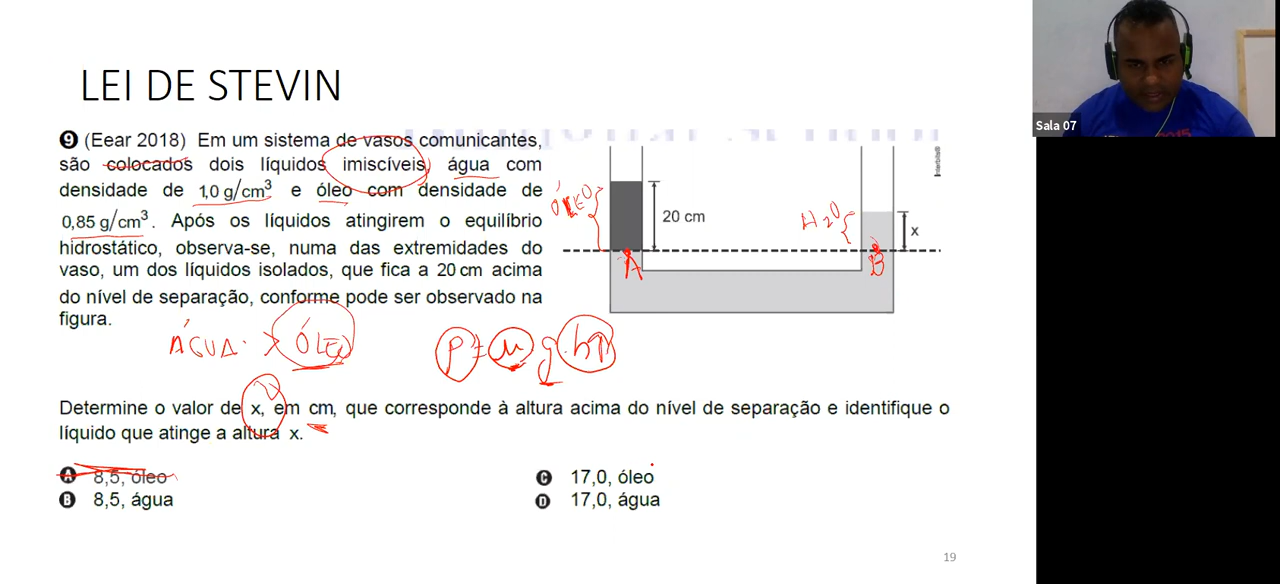 LEI DE STEVIN
9 (Eear 2018) Em um sistema de vasos comunicantes,
são colocados dois líquidos imiscíveis, água com
densidade de 1,0 g/cm³ e óleo com densidade de
0,85 g/cm³. Após os líquidos atingirem o equilíbrio
hidrostático, observa-se, numa das extremidades do
vaso, um dos líquidos isolados, que fica a 20 cm acima
do nível de separação, conforme pode ser observado na
figura.
ÓLEO
20 cm
H2O
x
A
B
Interbits®
ÁGUA > ÓLEO
P = μ g h
Determine o valor de x, em cm, que corresponde à altura acima do nível de separação e identifique o
líquido que atinge a altura x.
A 8,5, óleo
B 8,5, água
C 17,0, óleo
D 17,0, água
19
Sala 07
2015